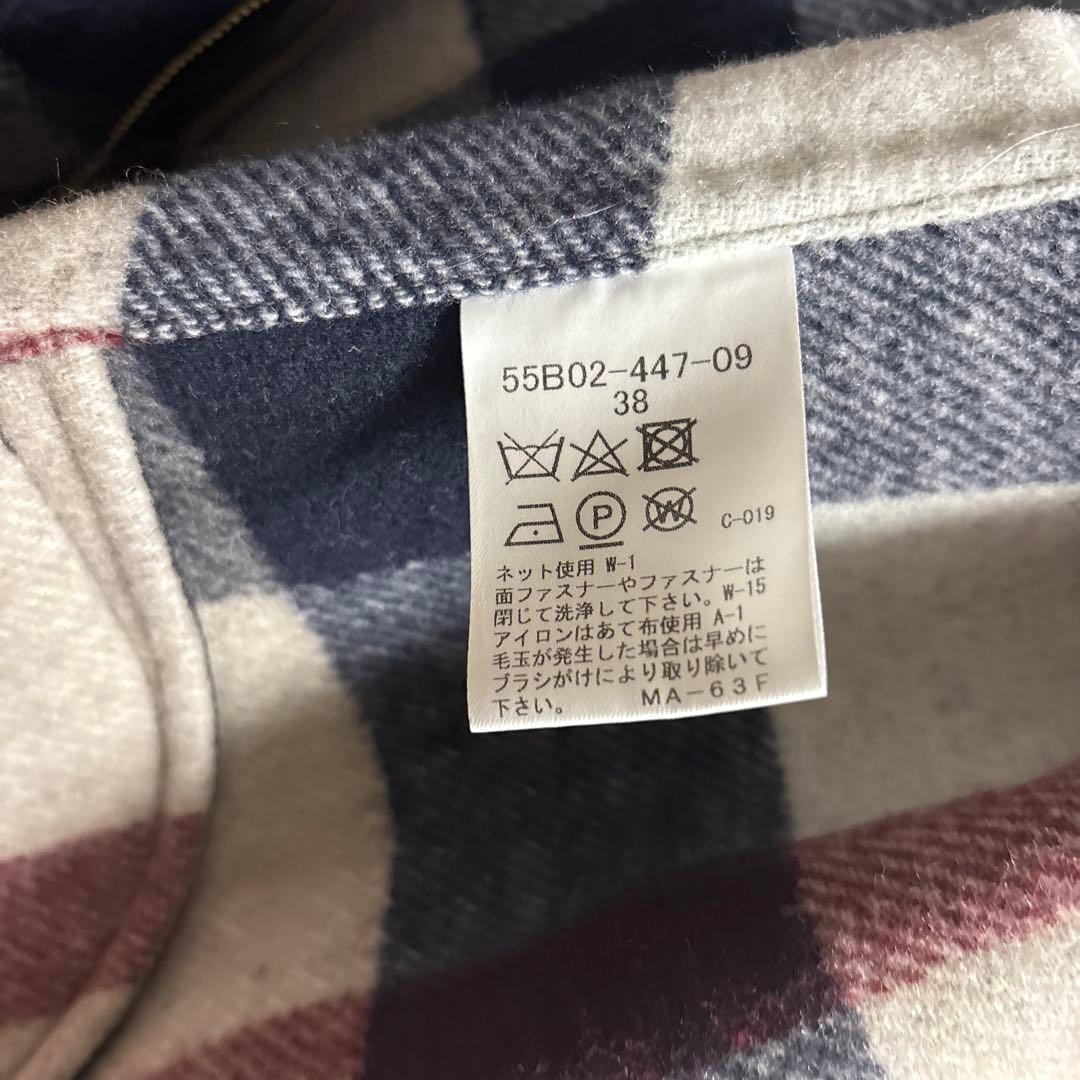 55B02-447-09
38
P W C-019
ネット使用 W-1
面ファスナーやファスナーは
閉じて洗浄して下さい。W-15
アイロンはあて布使用 A-1
毛玉が発生した場合は早めに
ブラシがけにより取り除いて
下さい。 MA-63F